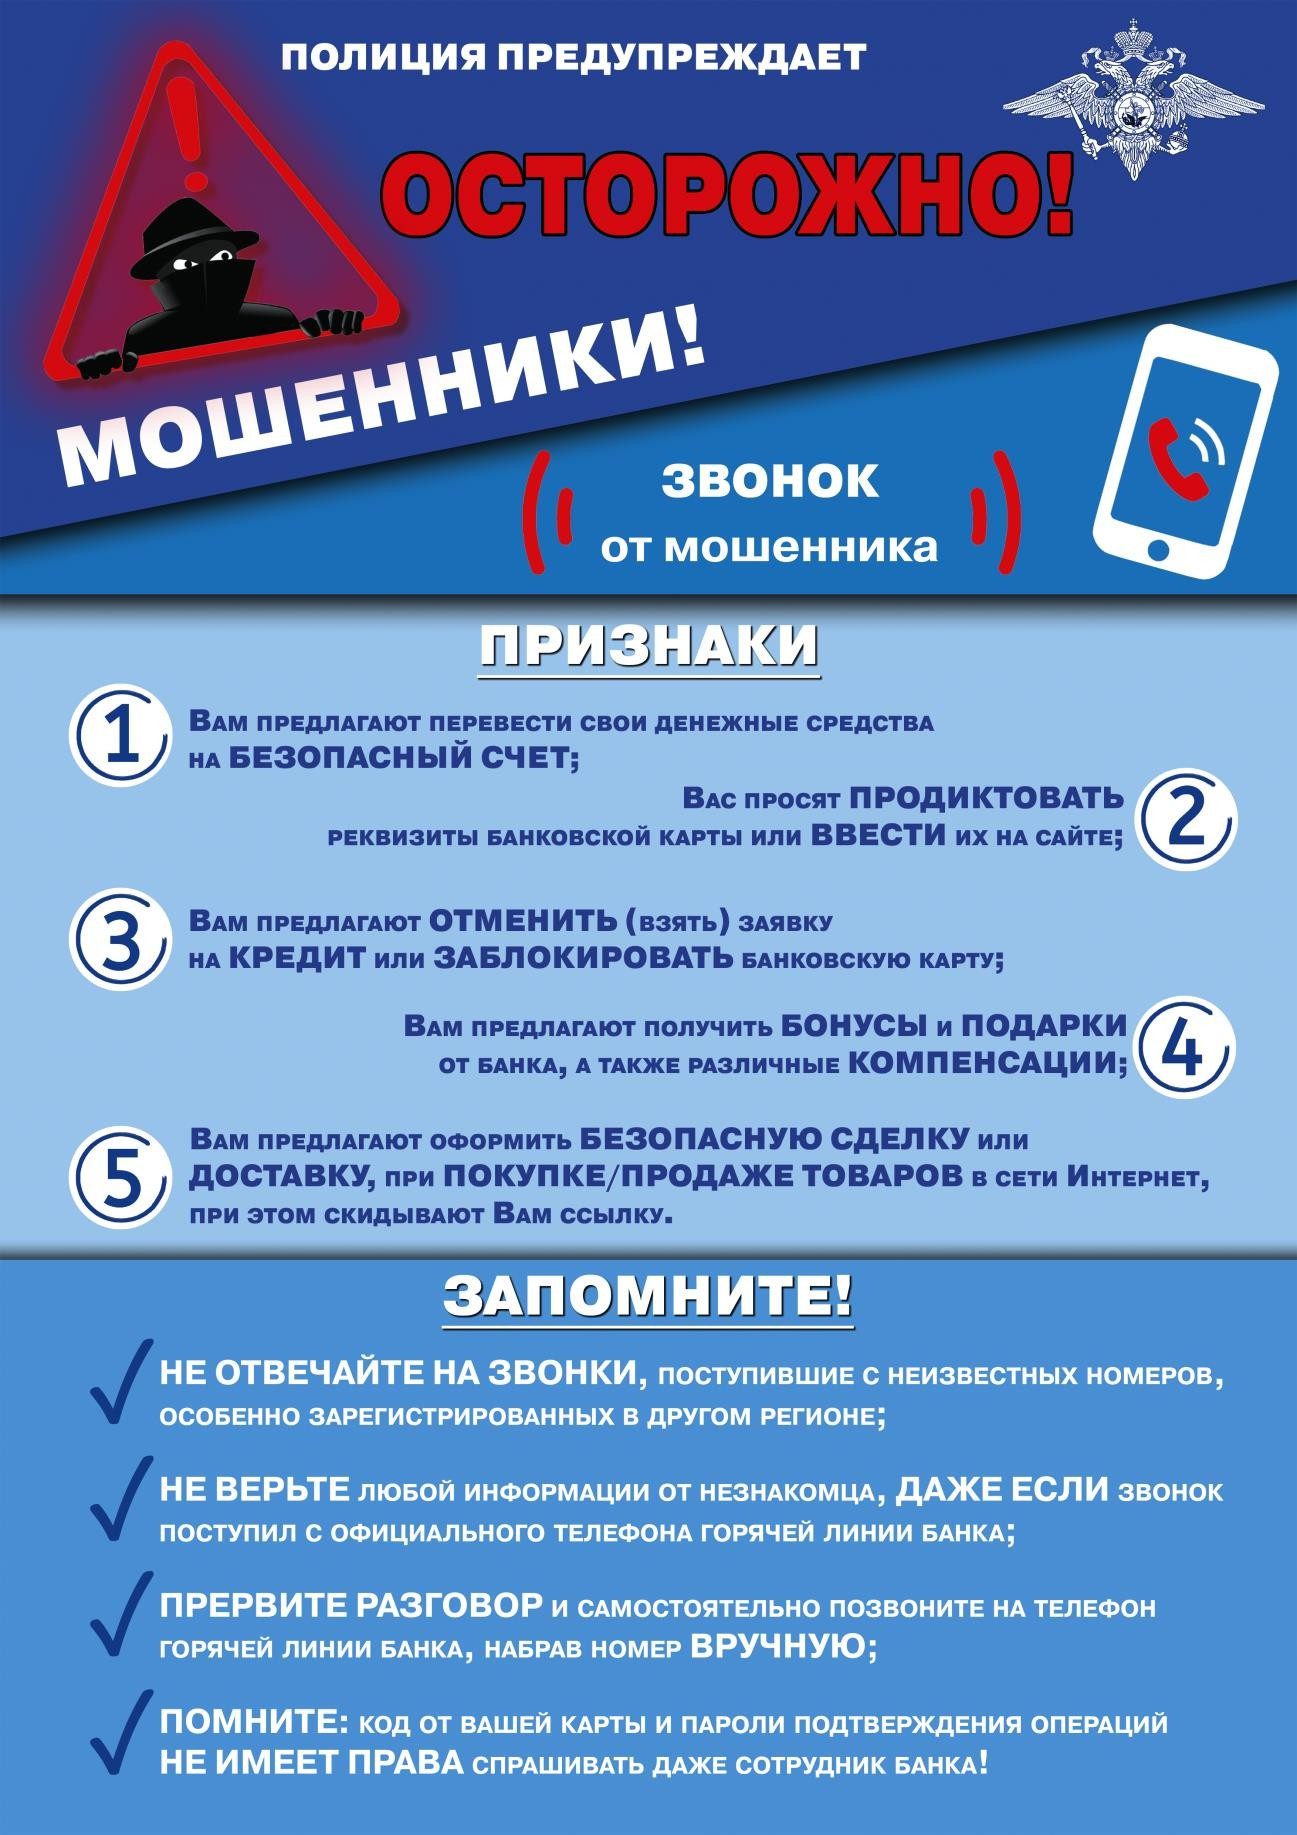 ПОЛИЦИЯ ПРЕДУПРЕЖДАЕТ
ОСТОРОЖНО!
МОШЕННИКИ!
ЗВОНОК
от мошенника
ПРИЗНАКИ
1
Вам предлагают перевести свои денежные средства
на БЕЗОПАСНЫЙ СЧЕТ;
Вас просят ПРОДИКТОВАТЬ
реквизиты банковской карты или ВВЕСТИ их на сайте;
2
3
Вам предлагают ОТМЕНИТЬ (взять) заявку
на КРЕДИТ или ЗАБЛОКИРОВАТЬ банковскую карту;
Вам предлагают получить БОНУСЫ и ПОДАРКИ
от банка, а также различные КОМПЕНСАЦИИ;
4
5
Вам предлагают оформить БЕЗОПАСНУЮ СДЕЛКУ или
ДОСТАВКУ, при ПОКУПКЕ/ПРОДАЖЕ ТОВАРОВ в сети Интернет,
при этом скидывают Вам ссылку.
ЗАПОМНИТЕ!
НЕ ОТВЕЧАЙТЕ НА ЗВОНКИ, поступившие с неизвестных номеров,
особенно зарегистрированных в другом регионе;
НЕ ВЕРЬТЕ любой информации от незнакомца, ДАЖЕ ЕСЛИ звонок
поступил с официального телефона горячей линии банка;
ПРЕРВИТЕ РАЗГОВОР и самостоятельно позвоните на телефон
горячей линии банка, набрав номер ВРУЧНУЮ;
ПОМНИТЕ: код от вашей карты и пароли подтверждения операций
НЕ ИМЕЕТ ПРАВА спрашивать даже сотрудник банка!